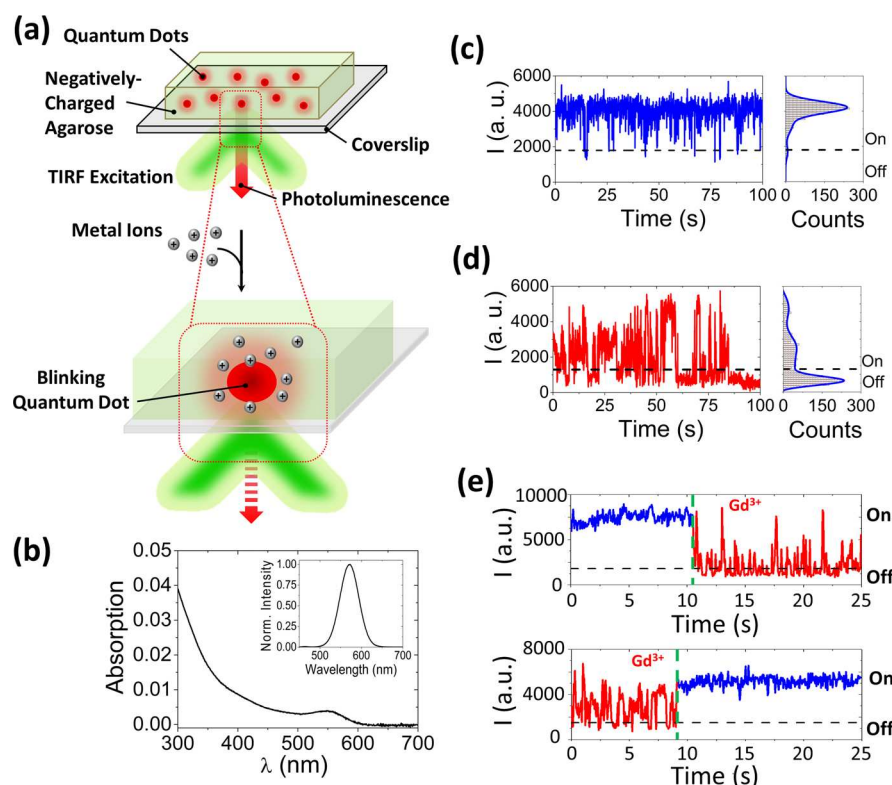 (a)
Quantum Dots
Negatively-
Charged
Agarose
Coverslip
TIRF Excitation
Photoluminescence
Metal Ions
+ + + + +
+ + + + + + + +
Blinking
Quantum Dot
(b)
Absorption
0.05
0.04
0.03
0.02
0.01
0.00
300 400 500 600 700
λ (nm)
Norm. Intensity
1.00
0.75
0.50
0.25
0.00
500 600 700
Wavelength (nm)
(c)
I (a. u.)
6000
4000
2000
0
0 25 50 75 100
Time (s)
On
Off
0 150 300
Counts
(d)
I (a. u.)
6000
4000
2000
0
0 25 50 75 100
Time (s)
On
Off
0 150 300
Counts
(e)
I (a.u.)
10000
5000
0
Gd³⁺
On
Off
0 5 10 15 20 25
Time (s)
I (a.u.)
8000
4000
0
Gd³⁺
On
Off
0 5 10 15 20 25
Time (s)